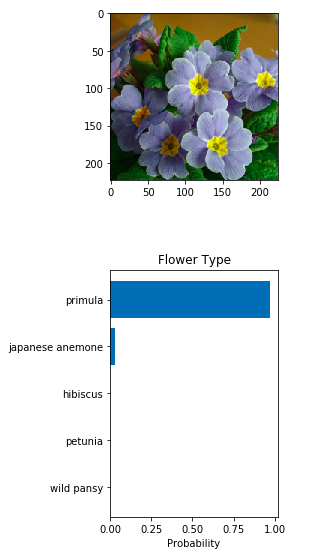 0
50
100
150
200
0 50 100 150 200
Flower Type
primula
japanese anemone
hibiscus
petunia
wild pansy
0.00 0.25 0.50 0.75 1.00
Probability